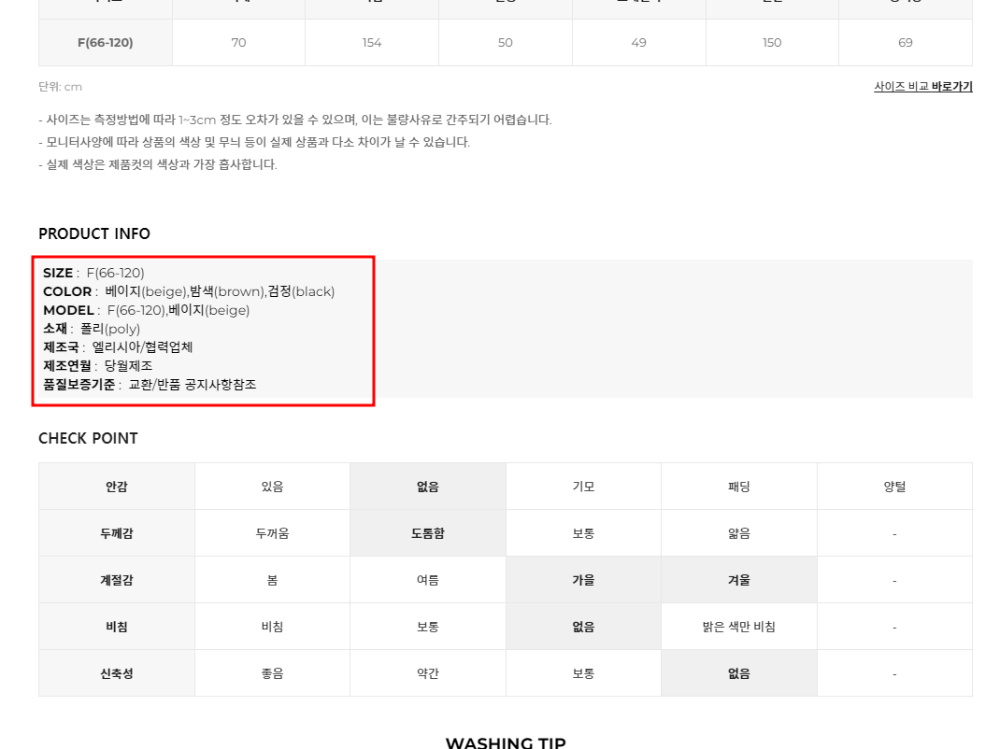 F(66-120) 70 154 50 49 150 69
단위: cm 사이즈 비교 바로가기
- 사이즈는 측정방법에 따라 1~3cm 정도 오차가 있을 수 있으며, 이는 불량사유로 간주되기 어렵습니다.
- 모니터사양에 따라 상품의 색상 및 무늬 등이 실제 상품과 다소 차이가 날 수 있습니다.
- 실제 색상은 제품컷의 색상과 가장 흡사합니다.
PRODUCT INFO
SIZE : F(66-120)
COLOR : 베이지(beige),밤색(brown),검정(black)
MODEL : F(66-120),베이지(beige)
소재 : 폴리(poly)
제조국 : 엘리시아/협력업체
제조연월 : 당월제조
품질보증기준 : 교환/반품 공지사항참조
CHECK POINT
안감 있음 없음 기모 패딩 양털
두께감 두꺼움 도톰함 보통 얇음 -
계절감 봄 여름 가을 겨울 -
비침 비침 보통 없음 밝은 색만 비침 -
신축성 좋음 약간 보통 없음 -
WASHING TIP